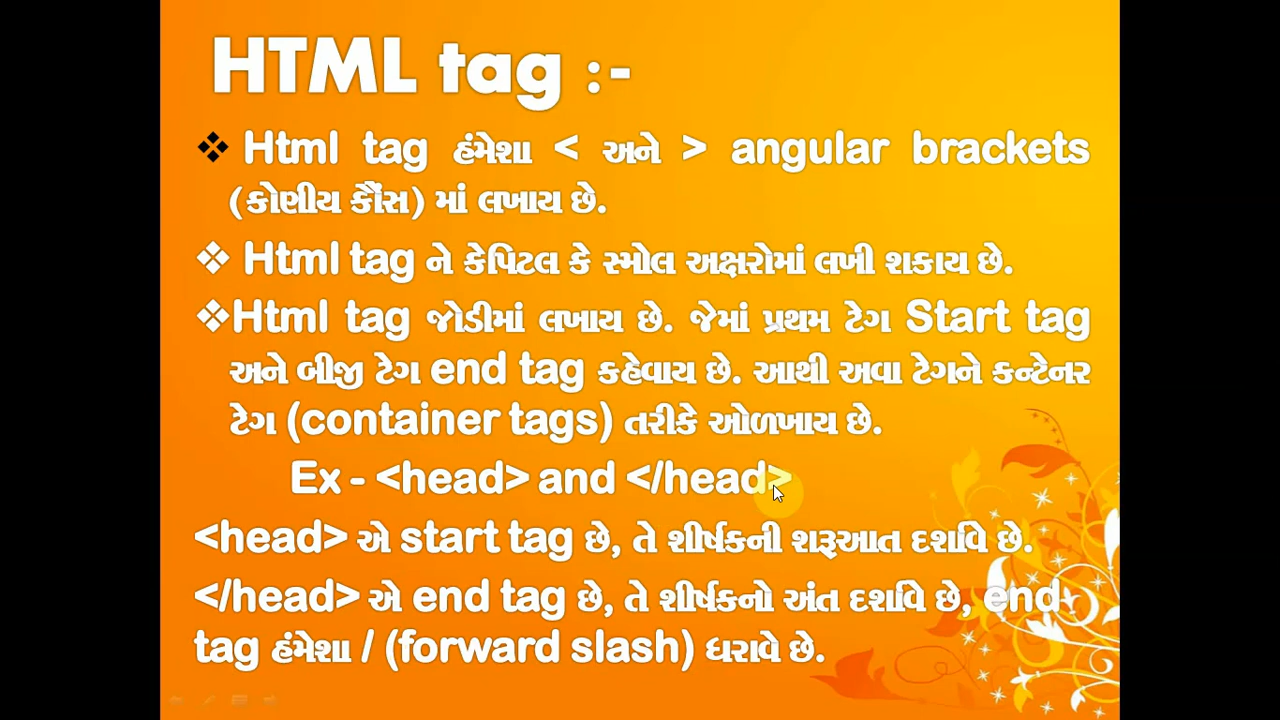 HTML tag :-
❖ Html tag હંમેશા < અને > angular brackets
(કોણીય કૌંસ) માં લખાય છે.
❖ Html tag ને કેપિટલ કે સ્મોલ અક્ષરોમાં લખી શકાય છે.
❖Html tag જોડીમાં લખાય છે. જેમાં પ્રથમ ટેગ Start tag
અને બીજી ટેગ end tag કહેવાય છે. આથી અવા ટેગને કન્ટેનર
ટેગ (container tags) તરીકે ઓળખાય છે.
Ex - <head> and </head>
<head> એ start tag છે, તે શીર્ષકની શરૂઆત દર્શાવે છે.
</head> એ end tag છે, તે શીર્ષકનો અંત દર્શાવે છે, end
tag હંમેશા / (forward slash) ધરાવે છે.